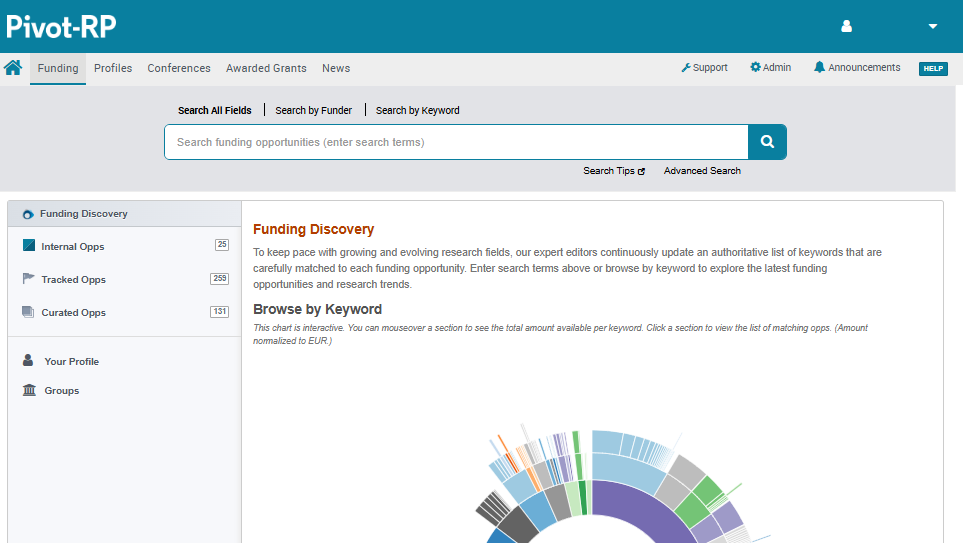 Pivot-RP
Funding Profiles Conferences Awarded Grants News Support Admin Announcements HELP
Search All Fields Search by Funder Search by Keyword
Search funding opportunities (enter search terms)
Search Tips Advanced Search
Funding Discovery
Internal Opps 25
Tracked Opps 259
Curated Opps 131
Your Profile
Groups
Funding Discovery
To keep pace with growing and evolving research fields, our expert editors continuously update an authoritative list of keywords that are
carefully matched to each funding opportunity. Enter search terms above or browse by keyword to explore the latest funding
opportunities and research trends.
Browse by Keyword
This chart is interactive. You can mouseover a section to see the total amount available per keyword. Click a section to view the list of matching opps. (Amount
normalized to EUR.)